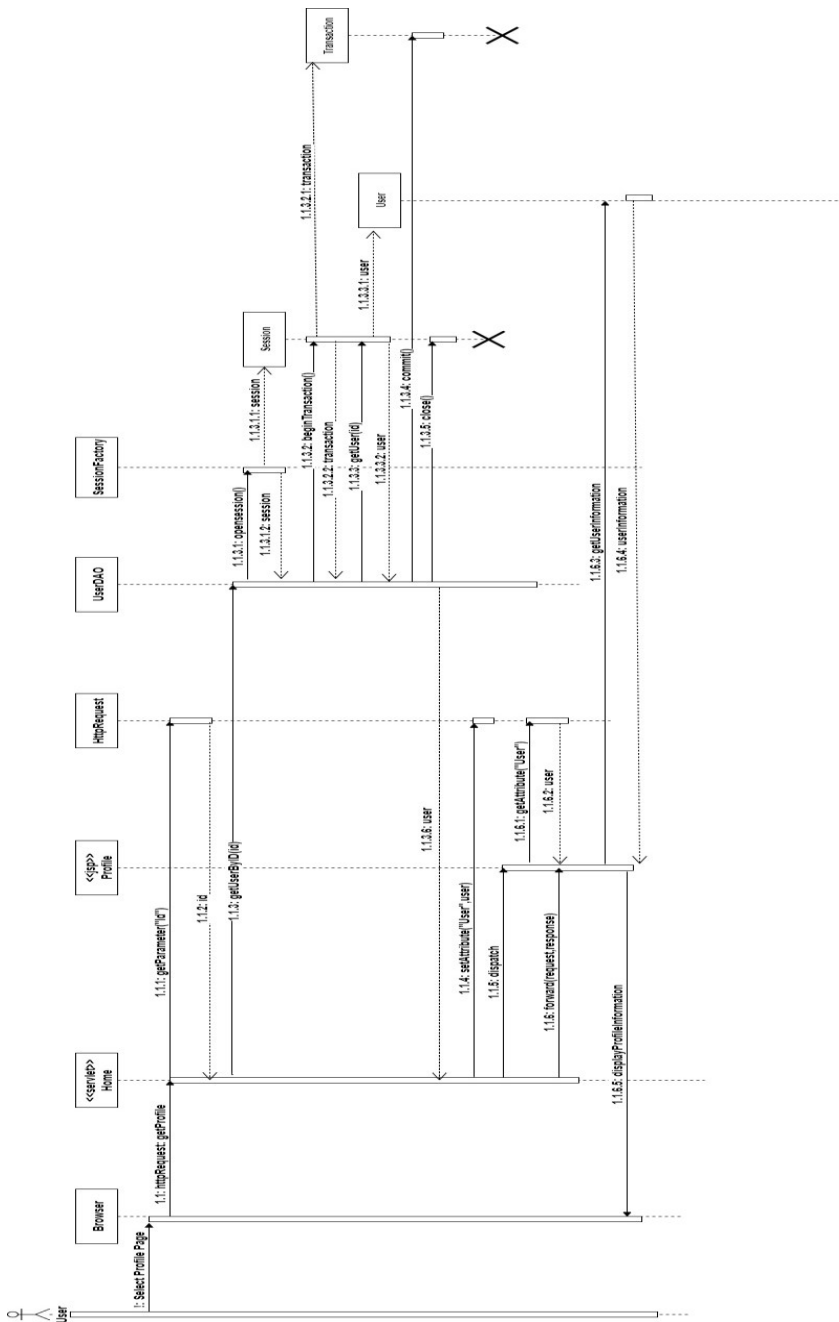 User
Browser
<<servlet>>
Home
<<jsp>>
Profile
HttpRequest
UserDAO
SessionFactory
Session
User
Transaction
!: Select Profile Page
1.1: httpRequest: getProfile
1.1.1: getParameter("Id")
1.1.2: id
1.1.3: getUserByID(id)
1.1.3.1: opensession()
1.1.3.1.1: session
1.1.3.1.2: session
1.1.3.2: beginTransaction()
1.1.3.2.1: transaction
1.1.3.2.2: transaction
1.1.3.3: getUser(id)
1.1.3.3.1: user
1.1.3.3.2: user
1.1.3.4: commit()
1.1.3.5: close()
1.1.3.6: user
1.1.4: setAttribute("User",user)
1.1.5: dispatch
1.1.6: forward(request,response)
1.1.6.1: getAttribute("User")
1.1.6.2: user
1.1.6.3: getUserInformation
1.1.6.4: userInformation
1.1.6.5: displayProfileInformation